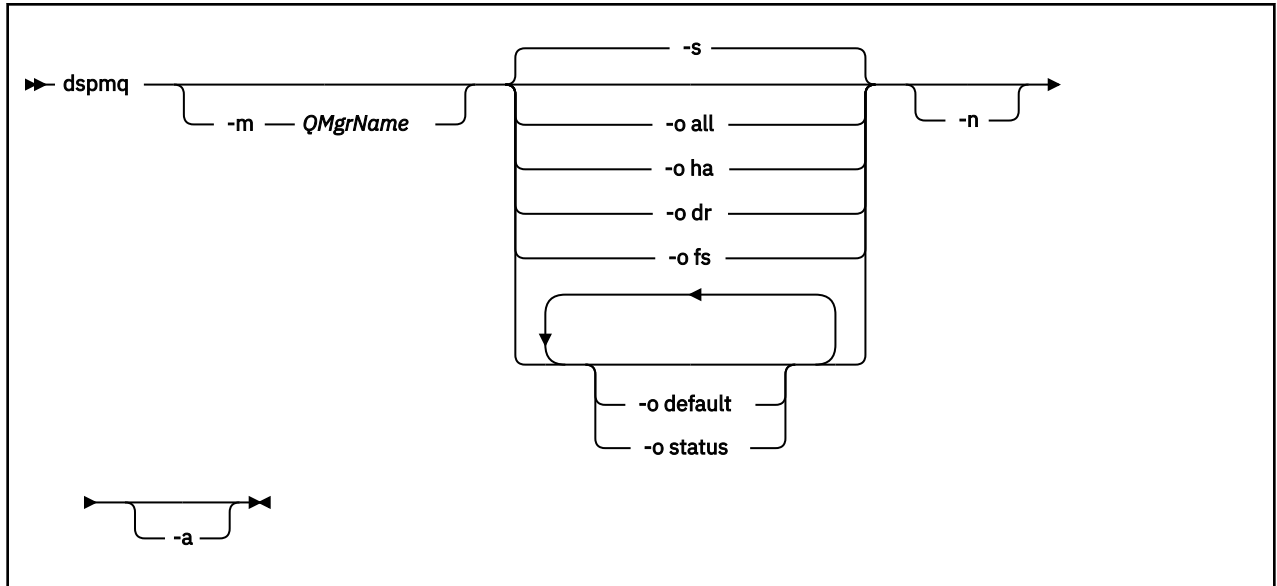 -s
dspmq
-m QMgrName
-o all
-n
-o ha
-o dr
-o fs
-o default
-o status
-a